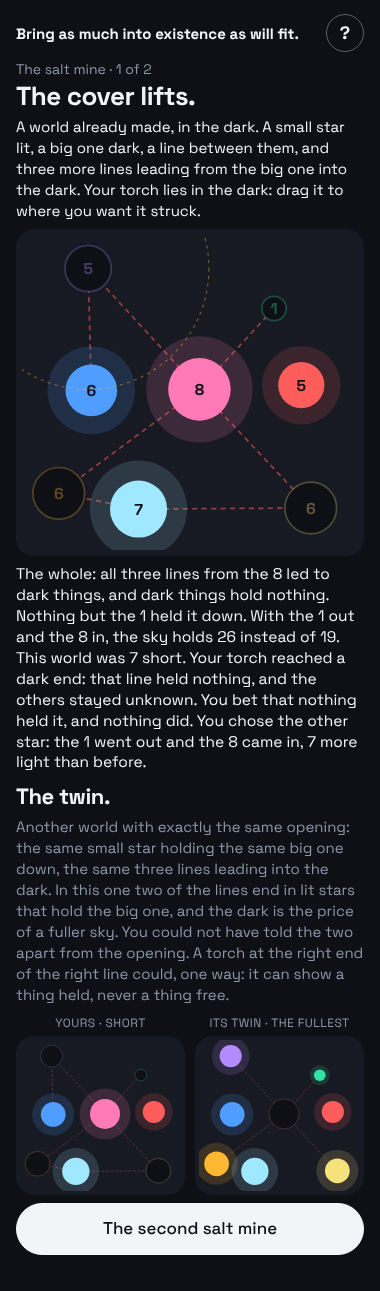 Bring as much into existence as will fit.
?
The salt mine · 1 of 2
The cover lifts.
A world already made, in the dark. A small star
lit, a big one dark, a line between them, and
three more lines leading from the big one into
the dark. Your torch lies in the dark: drag it to
where you want it struck.
5
1
6
8
5
6
7
6
The whole: all three lines from the 8 led to
dark things, and dark things hold nothing.
Nothing but the 1 held it down. With the 1 out
and the 8 in, the sky holds 26 instead of 19.
This world was 7 short. Your torch reached a
dark end: that line held nothing, and the
others stayed unknown. You bet that nothing
held it, and nothing did. You chose the other
star: the 1 went out and the 8 came in, 7 more
light than before.
The twin.
Another world with exactly the same opening:
the same small star holding the same big one
down, the same three lines leading into the
dark. In this one two of the lines end in lit stars
that hold the big one, and the dark is the price
of a fuller sky. You could not have told the two
apart from the opening. A torch at the right end
of the right line could, one way: it can show a
thing held, never a thing free.
YOURS · SHORT
ITS TWIN · THE FULLEST
The second salt mine